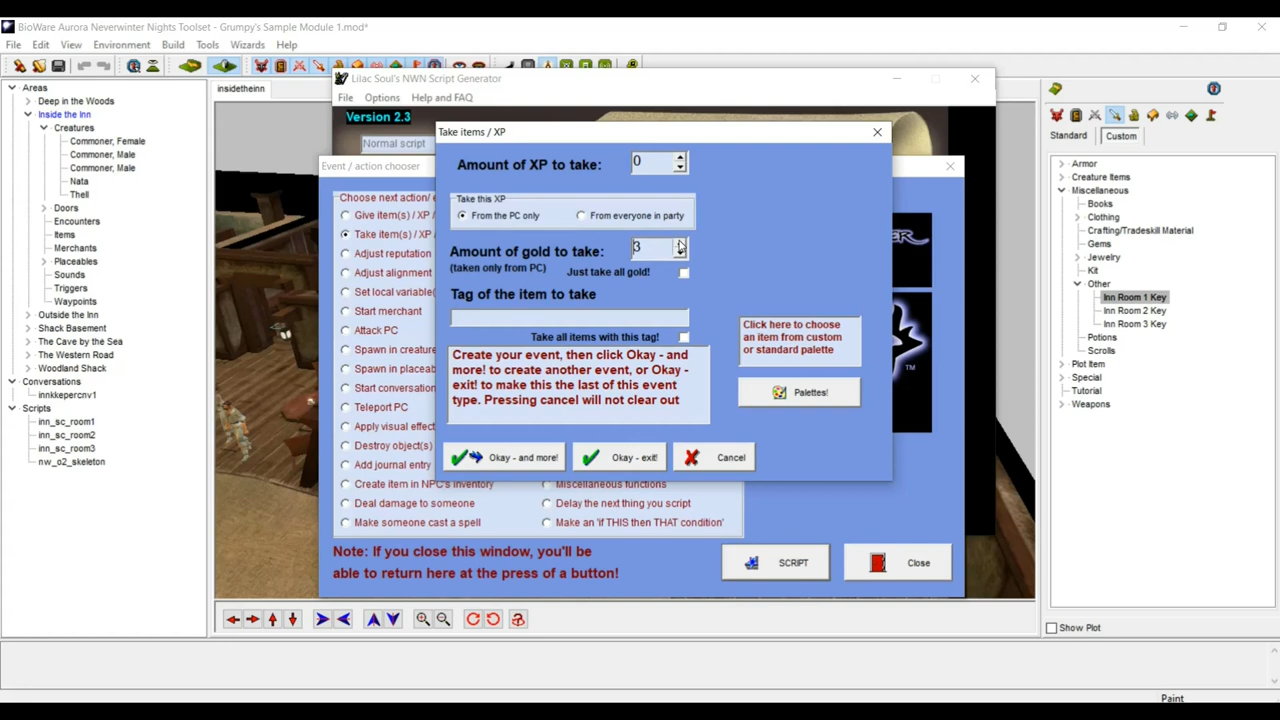 BioWare Aurora Neverwinter Nights Toolset - Grumpy's Sample Module 1.mod*
File Edit View Environment Build Tools Wizards Help
Areas
Deep in the Woods
Inside the Inn
Creatures
Commoner, Female
Commoner, Male
Commoner, Male
Nata
Thell
Doors
Encounters
Items
Merchants
Placeables
Sounds
Triggers
Waypoints
Outside the Inn
Shack Basement
The Cave by the Sea
The Western Road
Woodland Shack
Conversations
innkkepercnv1
Scripts
inn_sc_room1
inn_sc_room2
inn_sc_room3
nw_o2_skeleton
insidetheinn
Lilac Soul's NWN Script Generator
File Options Help and FAQ
Version 2.3
Normal script
Event / action chooser
Choose next action/
Give item(s) / XP /
Take item(s) / XP /
Adjust reputation
Adjust alignment
Set local variable(
Start merchant
Attack PC
Spawn in creature
Spawn in placeab
Start conversation
Teleport PC
Apply visual effect
Destroy object(s)
Add journal entry
Create item in NPC's inventory
Deal damage to someone
Make someone cast a spell
Miscellaneous functions
Delay the next thing you script
Make an 'if THIS then THAT condition'
Note: If you close this window, you'll be
able to return here at the press of a button!
SCRIPT
Close
Take items / XP
Amount of XP to take: 0
Take this XP
From the PC only From everyone in party
Amount of gold to take: 3
(taken only from PC) Just take all gold!
Tag of the item to take
Take all items with this tag!
Create your event, then click Okay - and
more! to create another event, or Okay -
exit! to make this the last of this event
type. Pressing cancel will not clear out
Click here to choose
an item from custom
or standard palette
Palettes!
Okay - and more! Okay - exit! Cancel
TM
Standard Custom
Armor
Creature Items
Miscellaneous
Books
Clothing
Crafting/Tradeskill Material
Gems
Jewelry
Kit
Other
Inn Room 1 Key
Inn Room 2 Key
Inn Room 3 Key
Potions
Scrolls
Plot Item
Special
Tutorial
Weapons
Show Plot
Paint